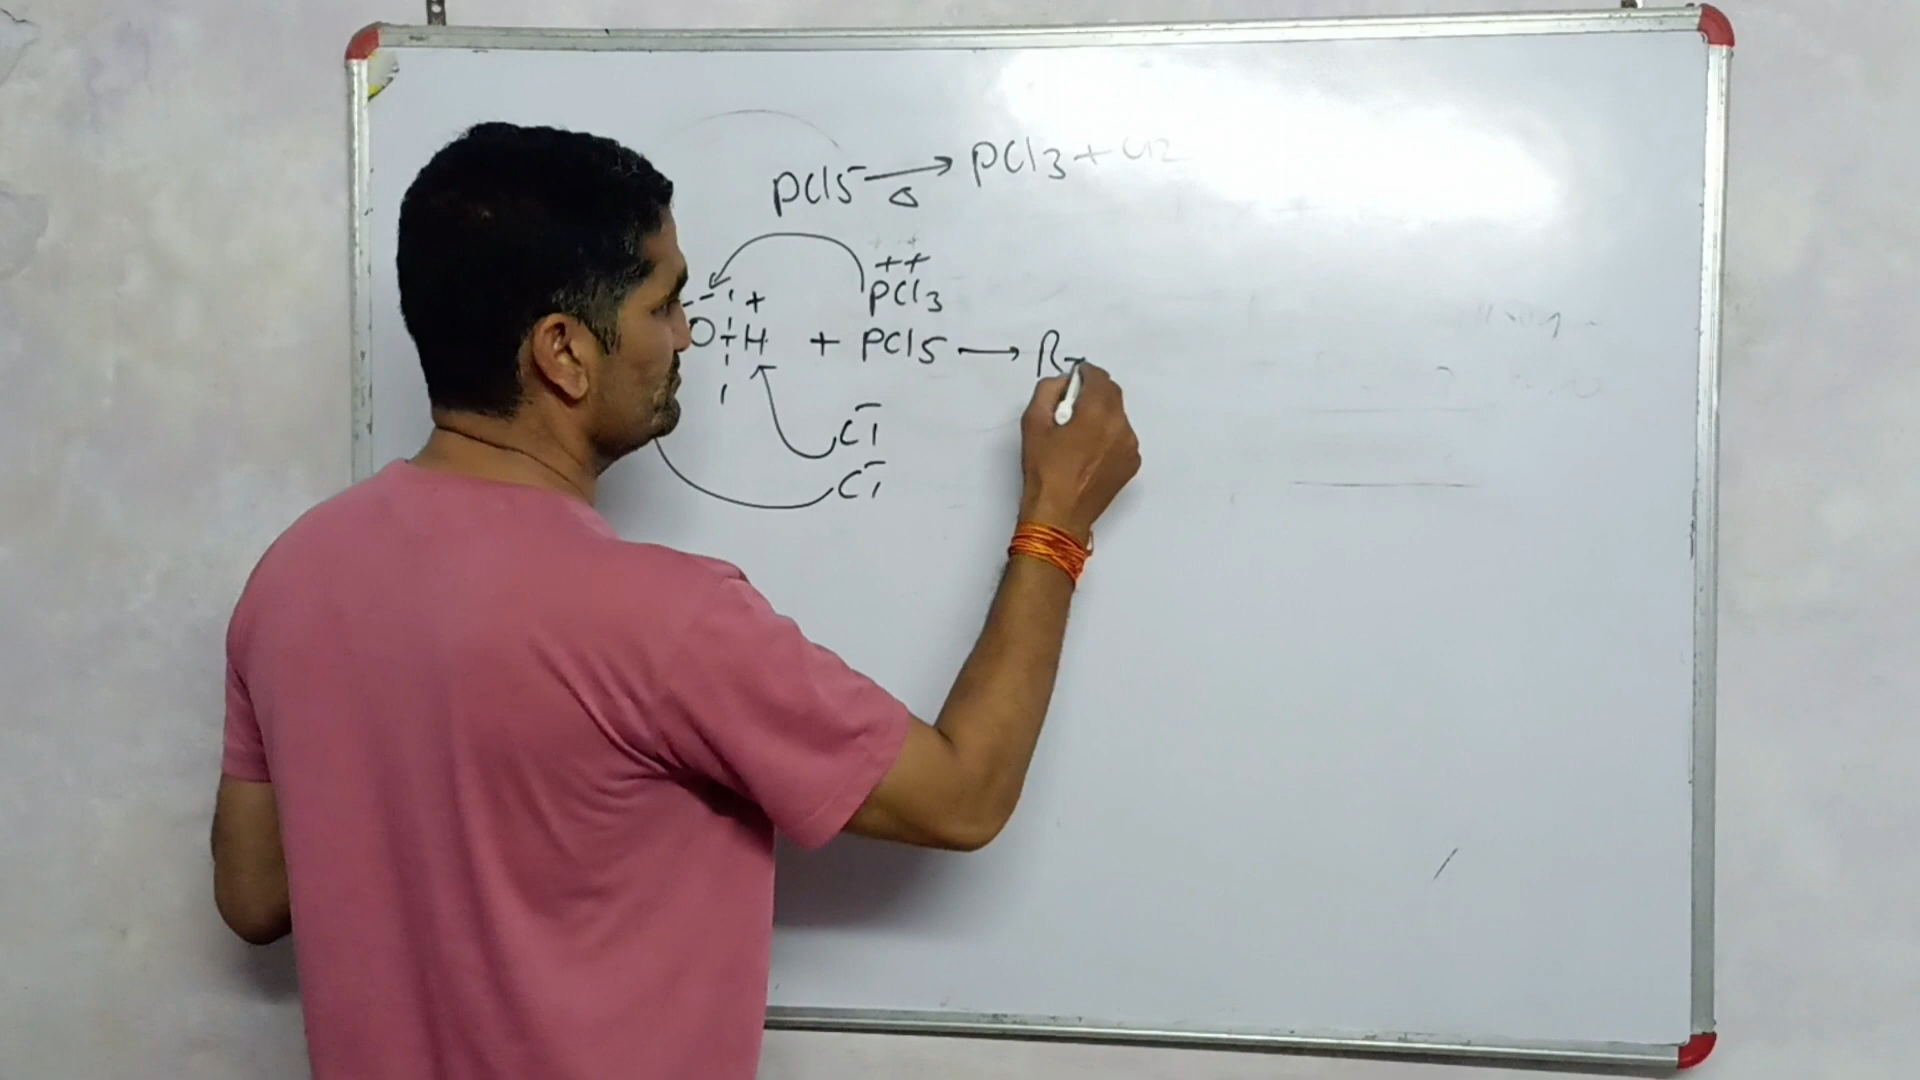 PCl5 ⟶ PCl3 + Cl2
Δ
++
+ PCl3
O-H + PCl5 ⟶ R-
Cl-
Cl-